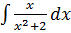 ∫ x/(x²+2) dx